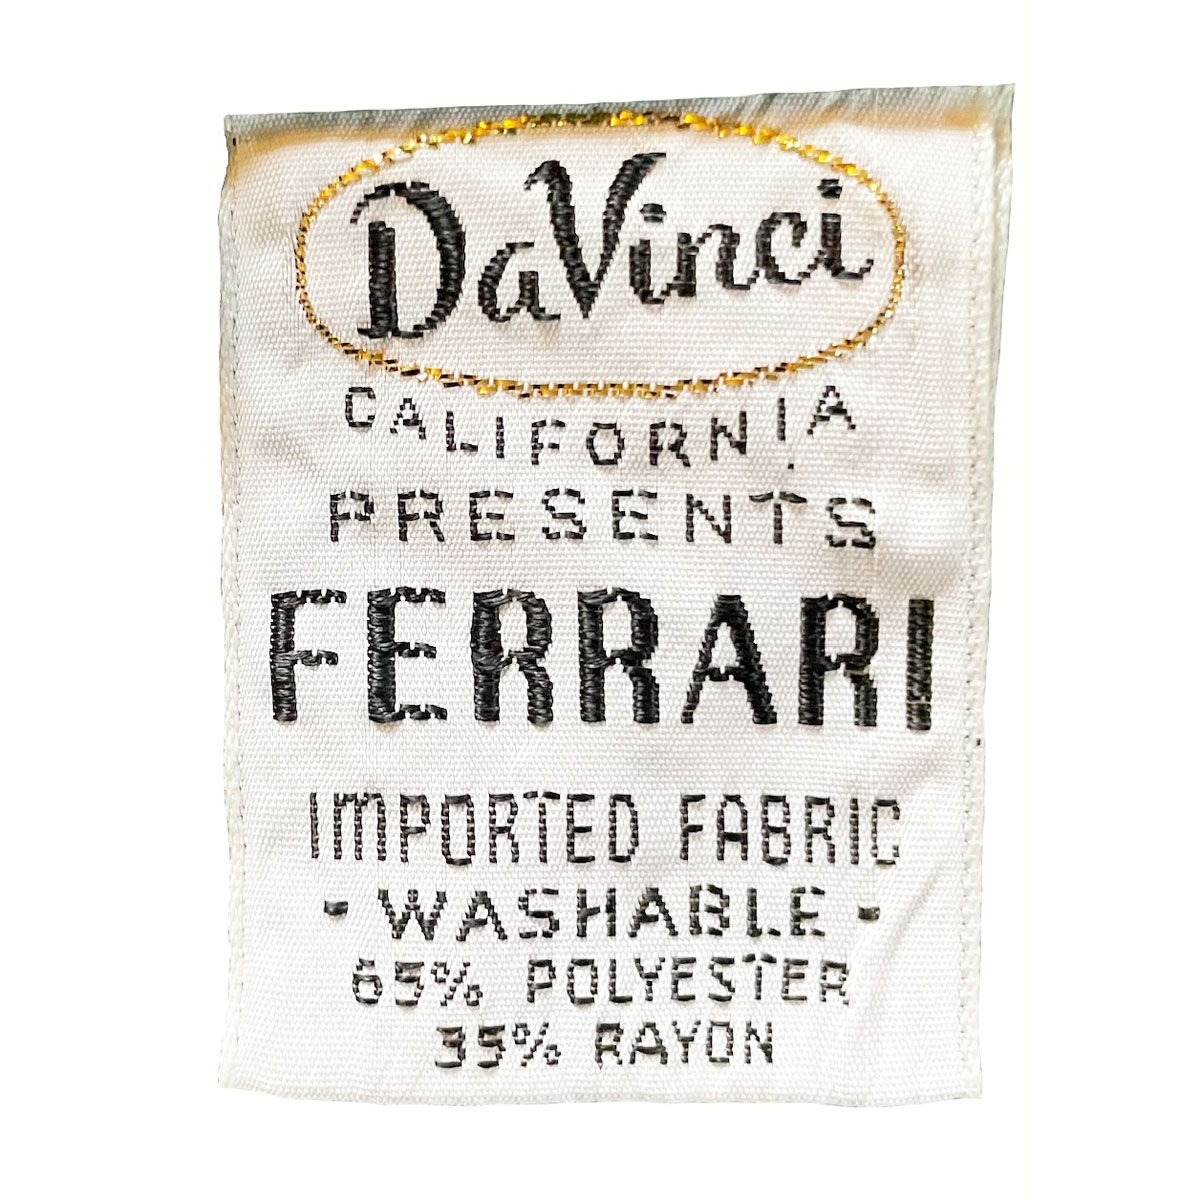 DaVinci
CALIFORNIA
PRESENTS
FERRARI
IMPORTED FABRIC
- WASHABLE -
65% POLYESTER
35% RAYON